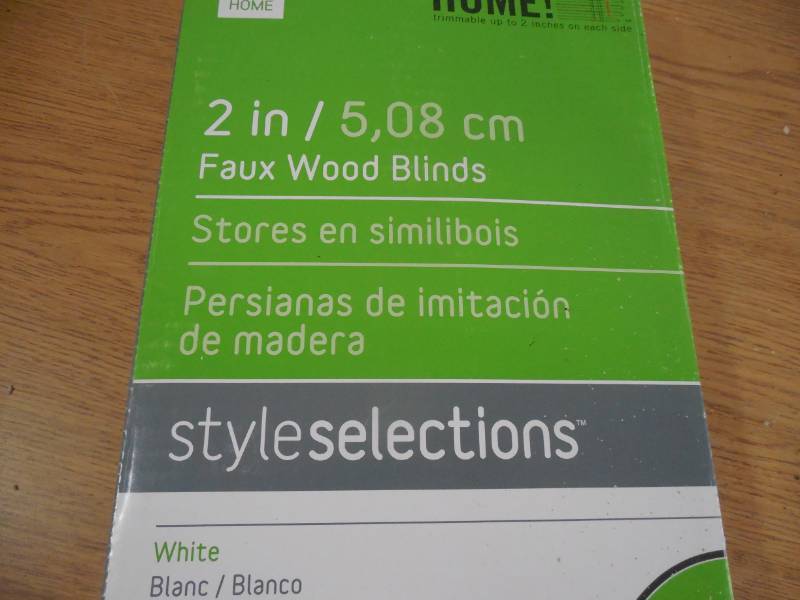 HOME
HOME!
trimmable up to 2 inches on each side
2 in / 5,08 cm
Faux Wood Blinds
Stores en similibois
Persianas de imitación
de madera
styleselections™
White
Blanc / Blanco